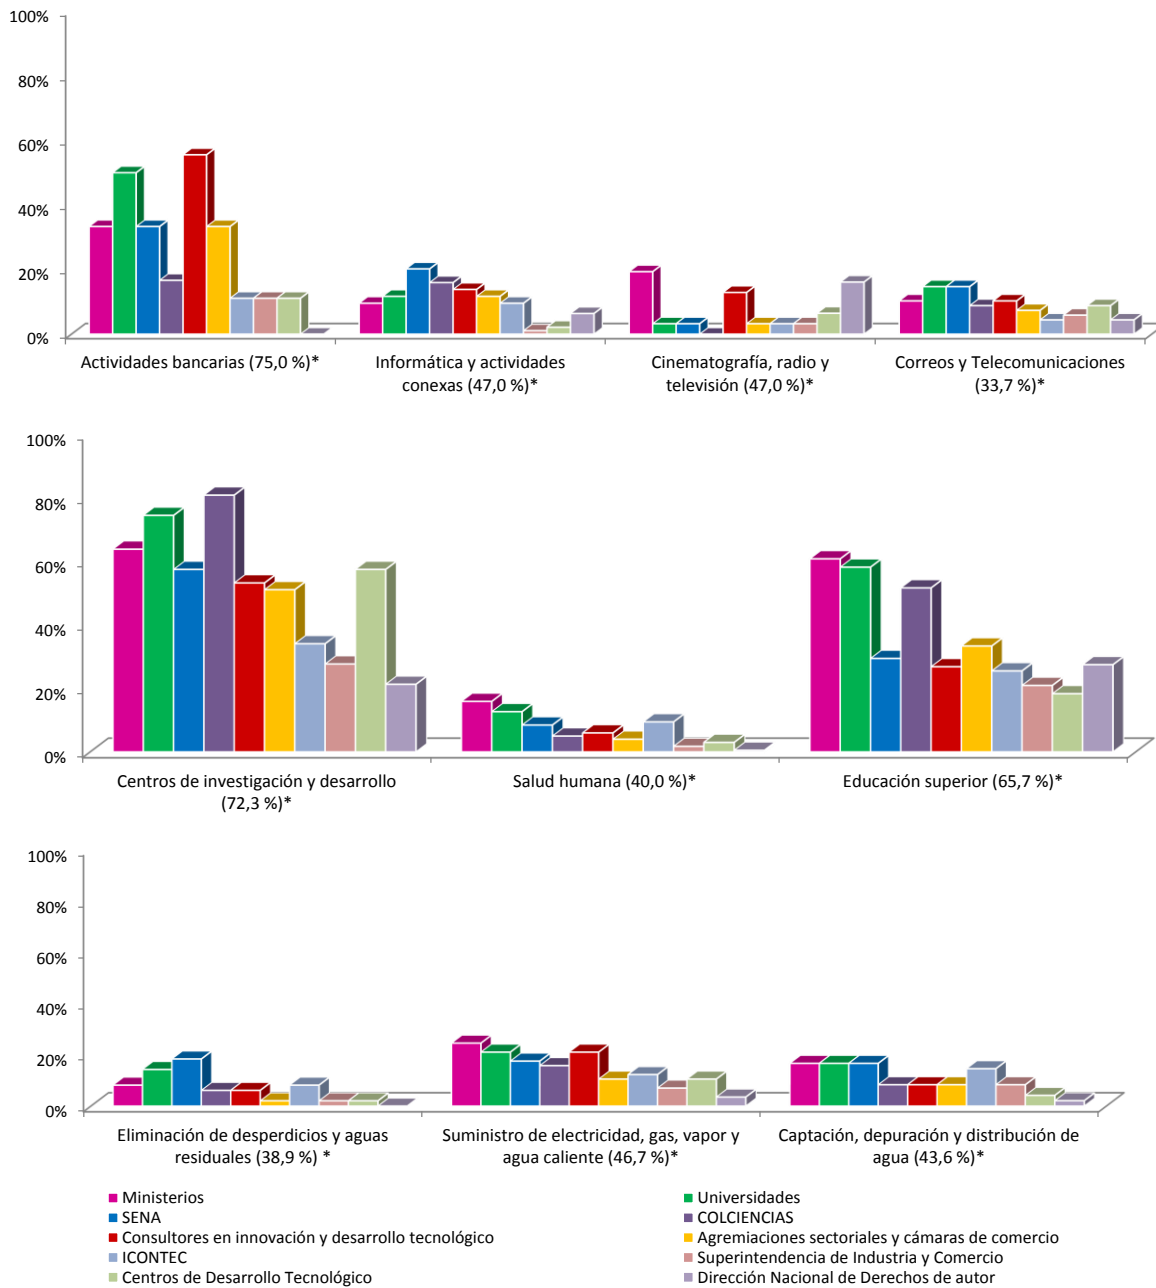 100%
80%
60%
40%
20%
0%
Actividades bancarias (75,0 %)*
Informática y actividades
conexas (47,0 %)*
Cinematografía, radio y
televisión (47,0 %)*
Correos y Telecomunicaciones
(33,7 %)*
100%
80%
60%
40%
20%
0%
Centros de investigación y desarrollo
(72,3 %)*
Salud humana (40,0 %)*
Educación superior (65,7 %)*
100%
80%
60%
40%
20%
0%
Eliminación de desperdicios y aguas
residuales (38,9 %) *
Suministro de electricidad, gas, vapor y
agua caliente (46,7 %)*
Captación, depuración y distribución de
agua (43,6 %)*
Ministerios
Universidades
SENA
COLCIENCIAS
Consultores en innovación y desarrollo tecnológico
Agremiaciones sectoriales y cámaras de comercio
ICONTEC
Superintendencia de Industria y Comercio
Centros de Desarrollo Tecnológico
Dirección Nacional de Derechos de autor